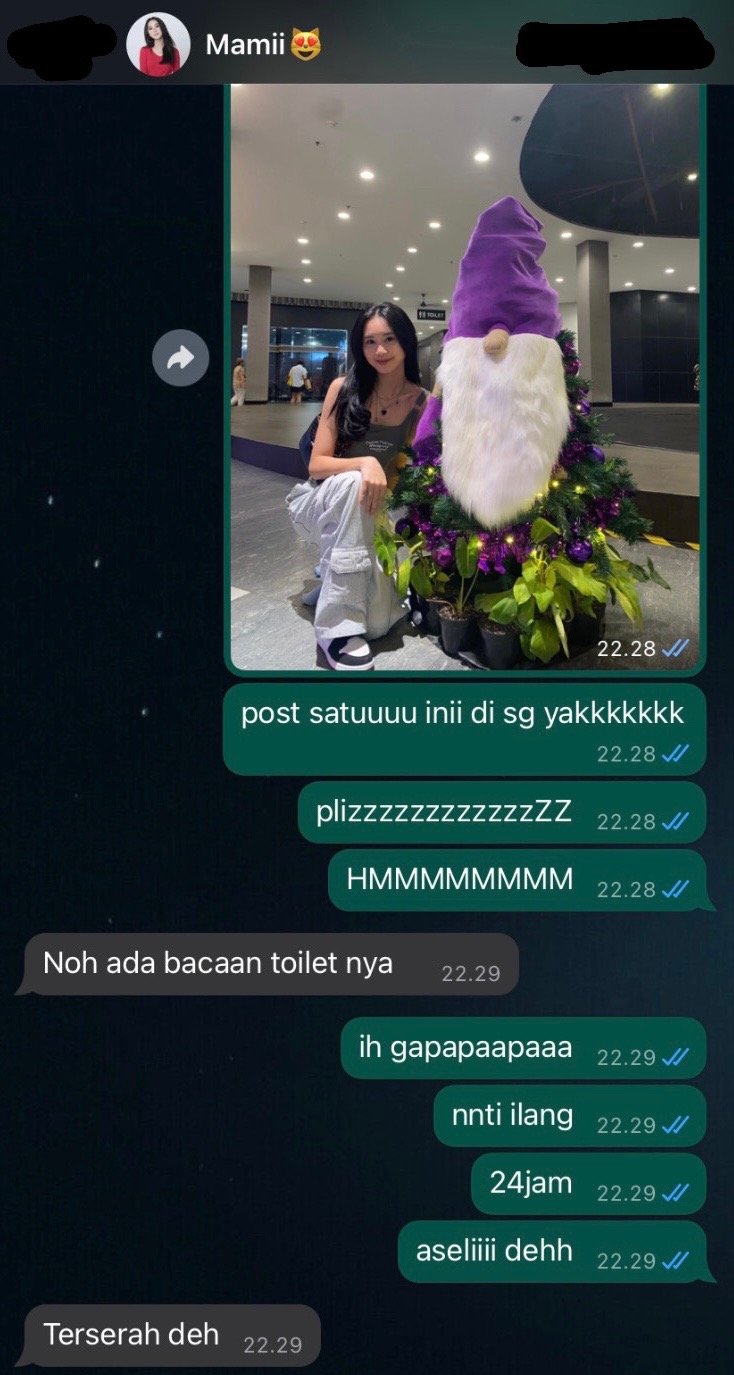 Mamii😻
TOILET
22.28
post satuuuu inii di sg yakkkkkkk
22.28
plizzzzzzzzzzzzZZ
22.28
HMMMMMMMM
22.28
Noh ada bacaan toilet nya
22.29
ih gapapaapaaa
22.29
nnti ilang
22.29
24jam
22.29
aseliiii dehh
22.29
Terserah deh
22.29